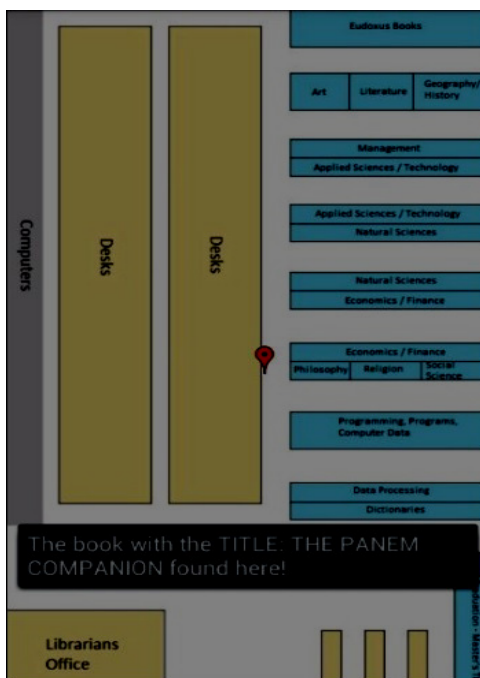 Eudoxus Books
Art
Literature
Geography/
History
Management
Applied Sciences / Technology
Applied Sciences / Technology
Natural Sciences
Natural Sciences
Economics / Finance
Economics / Finance
Philosophy
Religion
Social
Science
Programming, Programs,
Computer Data
Data Processing
Dictionaries
Computers
Desks
Desks
The book with the TITLE: THE PANEM
COMPANION found here!
Librarians
Office